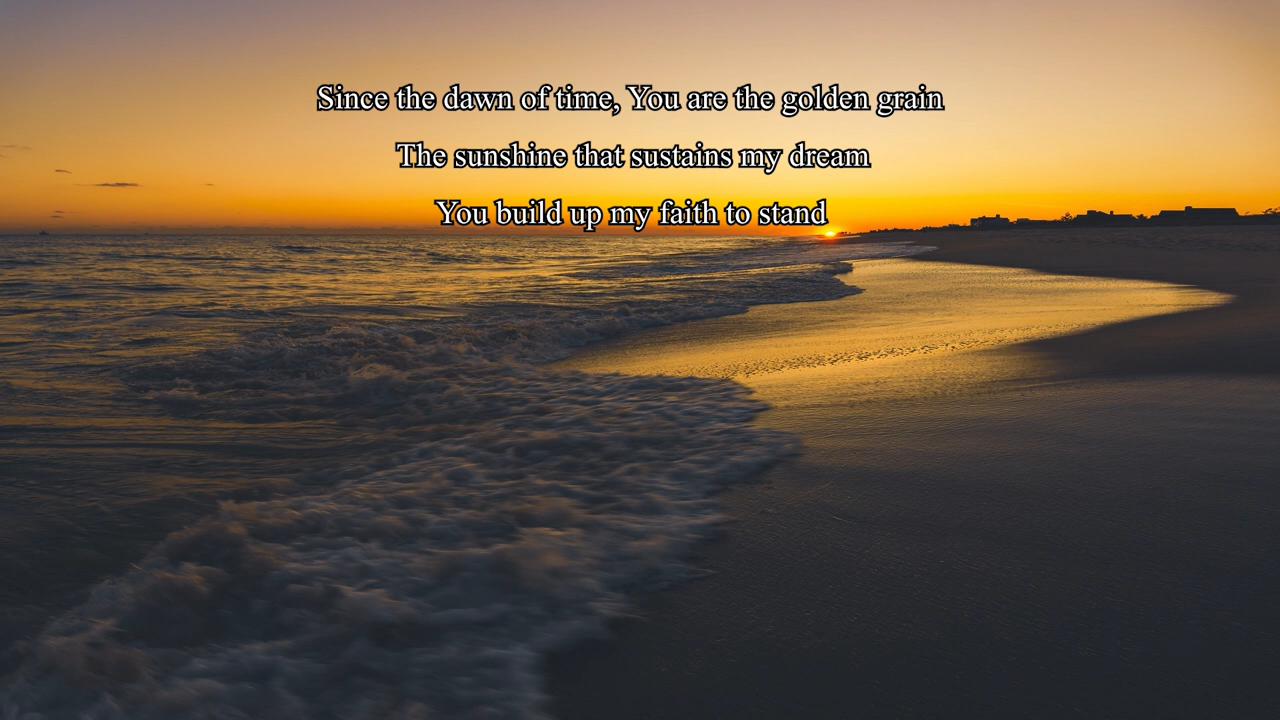 Since the dawn of time, You are the golden grain
The sunshine that sustains my dream
You build up my faith to stand